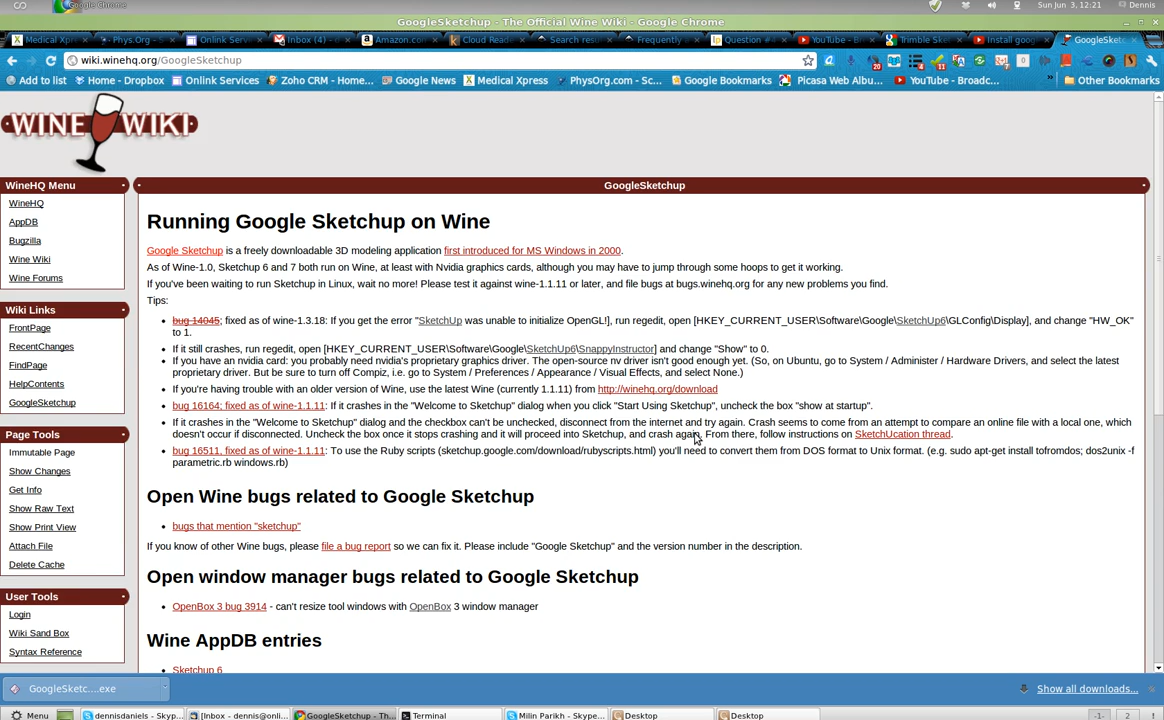 Google Chrome
Sun Jun 3, 12:21
Dennis
GoogleSketchup - The Official Wine Wiki - Google Chrome
Medical Xp
Phys.Org -
Onlink Serv
Inbox (4) -
Amazon.co
Cloud Read
Search resu
Frequently
Question #
YouTube - B
Trimble Ske
Install goog
GoogleSket
wiki.winehq.org/GoogleSketchup
Add to list
Home - Dropbox
Onlink Services
Zoho CRM - Home...
Google News
Medical Xpress
PhysOrg.com - Sc...
Google Bookmarks
Picasa Web Albu...
YouTube - Broadc...
Other Bookmarks
WINE WIKI
WineHQ Menu
WineHQ
AppDB
Bugzilla
Wine Wiki
Wine Forums
Wiki Links
FrontPage
RecentChanges
FindPage
HelpContents
GoogleSketchup
Page Tools
Immutable Page
Show Changes
Get Info
Show Raw Text
Show Print View
Attach File
Delete Cache
User Tools
Login
Wiki Sand Box
Syntax Reference
GoogleSketchup
Running Google Sketchup on Wine
Google Sketchup is a freely downloadable 3D modeling application first introduced for MS Windows in 2000.
As of Wine-1.0, Sketchup 6 and 7 both run on Wine, at least with Nvidia graphics cards, although you may have to jump through some hoops to get it working.
If you've been waiting to run Sketchup in Linux, wait no more! Please test it against wine-1.1.11 or later, and file bugs at bugs.winehq.org for any new problems you find.
Tips:
bug 14045; fixed as of wine-1.3.18: If you get the error "SketchUp was unable to initialize OpenGL!], run regedit, open [HKEY_CURRENT_USER\Software\Google\SketchUp6\GLConfig\Display], and change "HW_OK"
to 1.
If it still crashes, run regedit, open [HKEY_CURRENT_USER\Software\Google\SketchUp6\SnappyInstructor] and change "Show" to 0.
If you have an nvidia card: you probably need nvidia's proprietary graphics driver. The open-source nv driver isn't good enough yet. (So, on Ubuntu, go to System / Administer / Hardware Drivers, and select the latest
proprietary driver. But be sure to turn off Compiz, i.e. go to System / Preferences / Appearance / Visual Effects, and select None.)
If you're having trouble with an older version of Wine, use the latest Wine (currently 1.1.11) from http://winehq.org/download
bug 16164; fixed as of wine-1.1.11: If it crashes in the "Welcome to Sketchup" dialog when you click "Start Using Sketchup", uncheck the box "show at startup".
If it crashes in the "Welcome to Sketchup" dialog and the checkbox can't be unchecked, disconnect from the internet and try again. Crash seems to come from an attempt to compare an online file with a local one, which
doesn't occur if disconnected. Uncheck the box once it stops crashing and it will proceed into Sketchup, and crash again. From there, follow instructions on SketchUcation thread.
bug 16511, fixed as of wine-1.1.11: To use the Ruby scripts (sketchup.google.com/download/rubyscripts.html) you'll need to convert them from DOS format to Unix format. (e.g. sudo apt-get install tofromdos; dos2unix -f
parametric.rb windows.rb)
Open Wine bugs related to Google Sketchup
bugs that mention "sketchup"
If you know of other Wine bugs, please file a bug report so we can fix it. Please include "Google Sketchup" and the version number in the description.
Open window manager bugs related to Google Sketchup
OpenBox 3 bug 3914 - can't resize tool windows with OpenBox 3 window manager
Wine AppDB entries
Sketchup 6
GoogleSketc....exe
Show all downloads...
Menu
dennisdaniels - Skyp...
[Inbox - dennis@onli...
GoogleSketchup - Th...
Terminal
Milin Parikh - Skype...
Desktop
Desktop
-1-
2